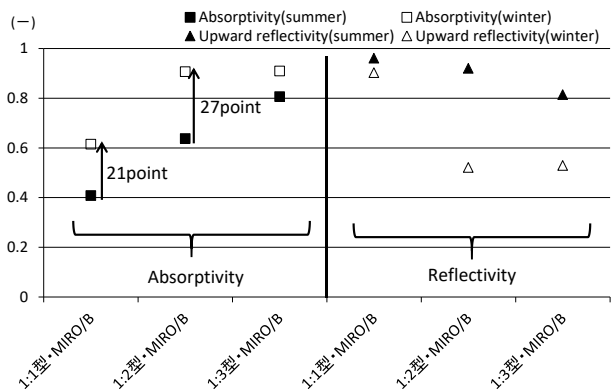 (—)
■Absorptivity(summer) □Absorptivity(winter)
▲Upward reflectivity(summer) △Upward reflectivity(winter)
1
0.8
0.6
0.4
0.2
0
21point
27point
Absorptivity
Reflectivity
1:1型・MIRO/B
1:2型・MIRO/B
1:3型・MIRO/B
1:1型・MIRO/B
1:2型・MIRO/B
1:3型・MIRO/B